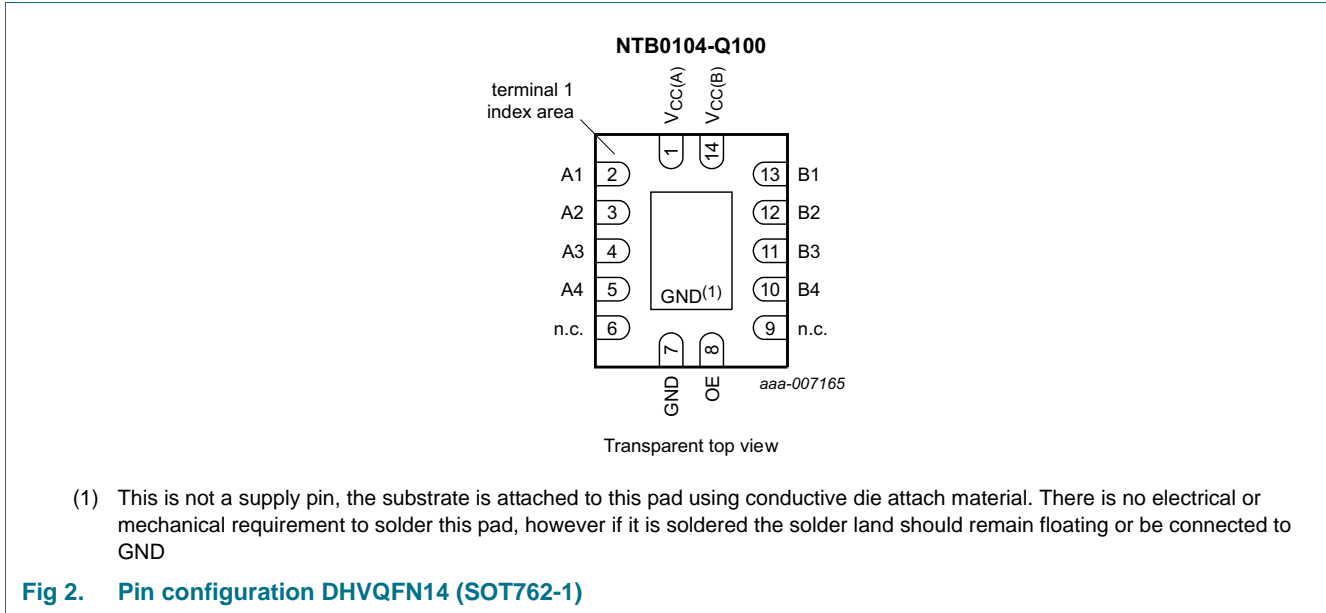 NTB0104-Q100
terminal 1
index area
VCC(A)
VCC(B)
1
14
A1 2 13 B1
A2 3 12 B2
A3 4 11 B3
A4 5 10 B4
GND(1)
n.c. 6 9 n.c.
7
8
GND
OE
aaa-007165
Transparent top view
(1) This is not a supply pin, the substrate is attached to this pad using conductive die attach material. There is no electrical or
mechanical requirement to solder this pad, however if it is soldered the solder land should remain floating or be connected to
GND
Fig 2. Pin configuration DHVQFN14 (SOT762-1)